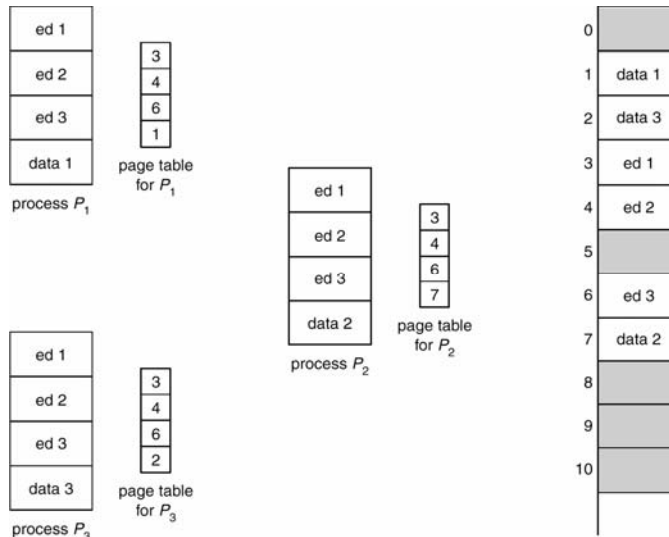 ed 1
ed 2
ed 3
data 1
process P1
3
4
6
1
page table
for P1
ed 1
ed 2
ed 3
data 2
process P2
3
4
6
7
page table
for P2
ed 1
ed 2
ed 3
data 3
process P3
3
4
6
2
page table
for P3
0
1 data 1
2 data 3
3 ed 1
4 ed 2
5
6 ed 3
7 data 2
8
9
10